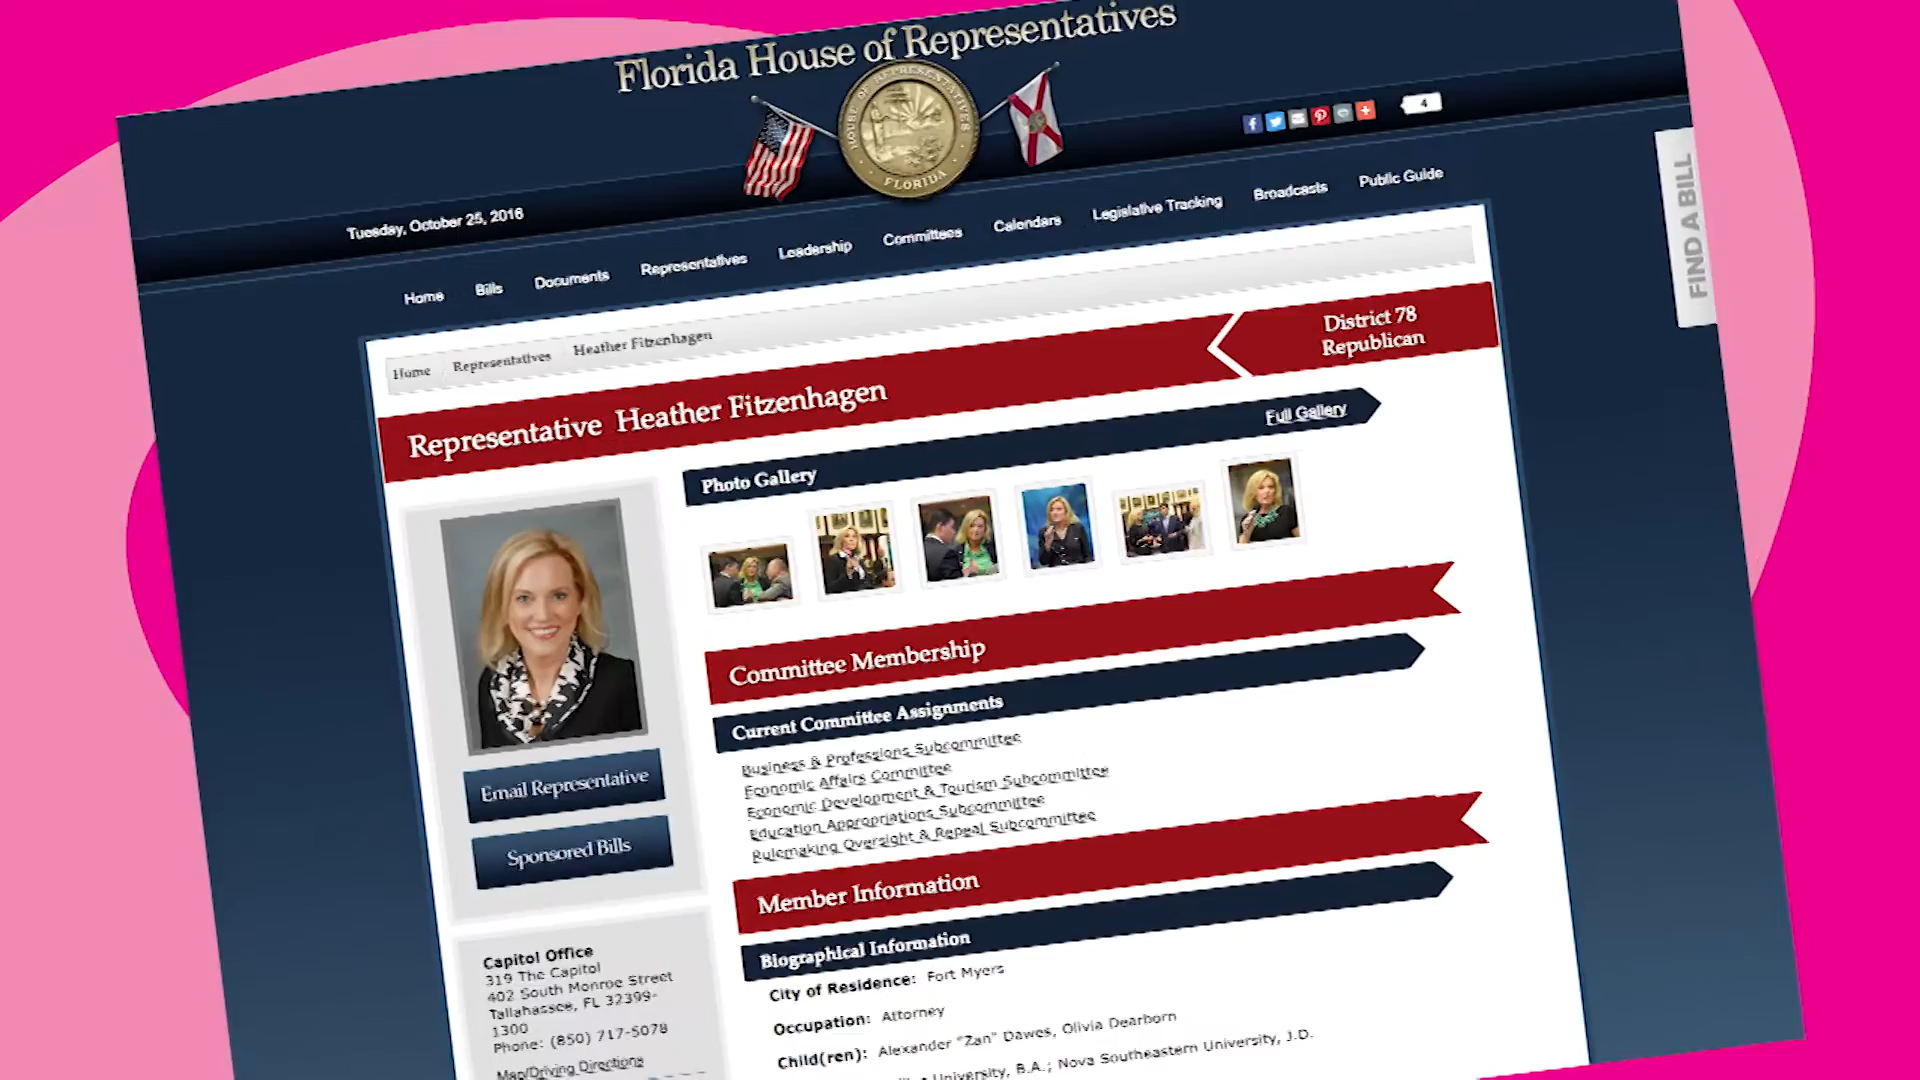 Florida House of Representatives
HOUSE OF REPRESENTATIVES
FLORIDA
4
Tuesday, October 25, 2016
Home Bills Documents Representatives Leadership Committees Calendars Legislative Tracking Broadcasts Public Guide
FIND A BILL
Home Representatives Heather Fitzenhagen
District 78
Republican
Representative Heather Fitzenhagen
Full Gallery
Photo Gallery
Committee Membership
Current Committee Assignments
Business & Professions Subcommittee
Economic Affairs Committee
Economic Development & Tourism Subcommittee
Education Appropriations Subcommittee
Rulemaking Oversight & Repeal Subcommittee
Email Representative
Sponsored Bills
Member Information
Biographical Information
City of Residence: Fort Myers
Occupation: Attorney
Child(ren): Alexander "Zan" Dawes, Olivia Dearborn
University, B.A.; Nova Southeastern University, J.D.
Capitol Office
319 The Capitol
402 South Monroe Street
Tallahassee, FL 32399-
1300
Phone: (850) 717-5078
Map/Driving Directions